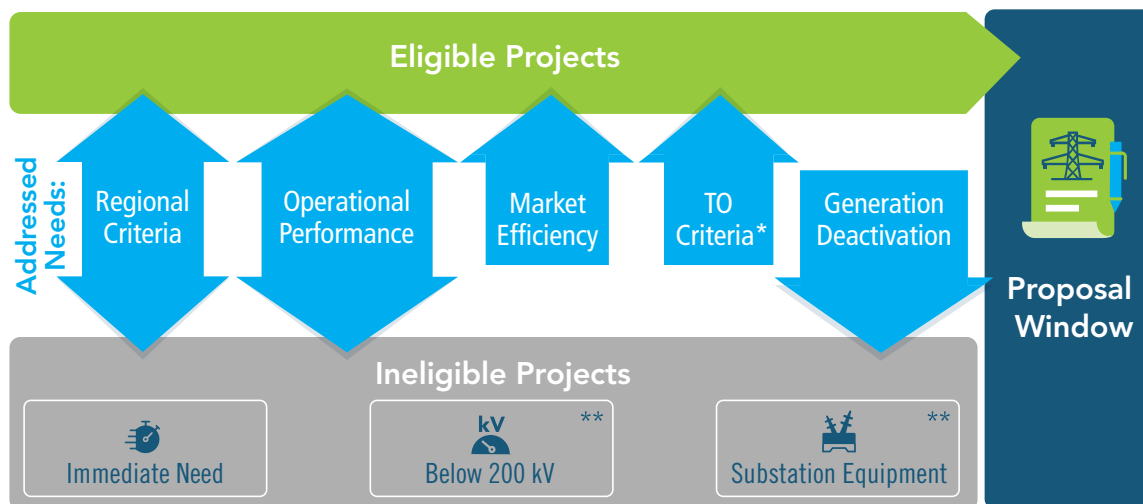 Eligible Projects
Addressed
Needs:
Regional
Criteria
Operational
Performance
Market
Efficiency
TO
Criteria*
Generation
Deactivation
Proposal
Window
Ineligible Projects
Immediate Need
kV
**
Below 200 kV
**
Substation Equipment